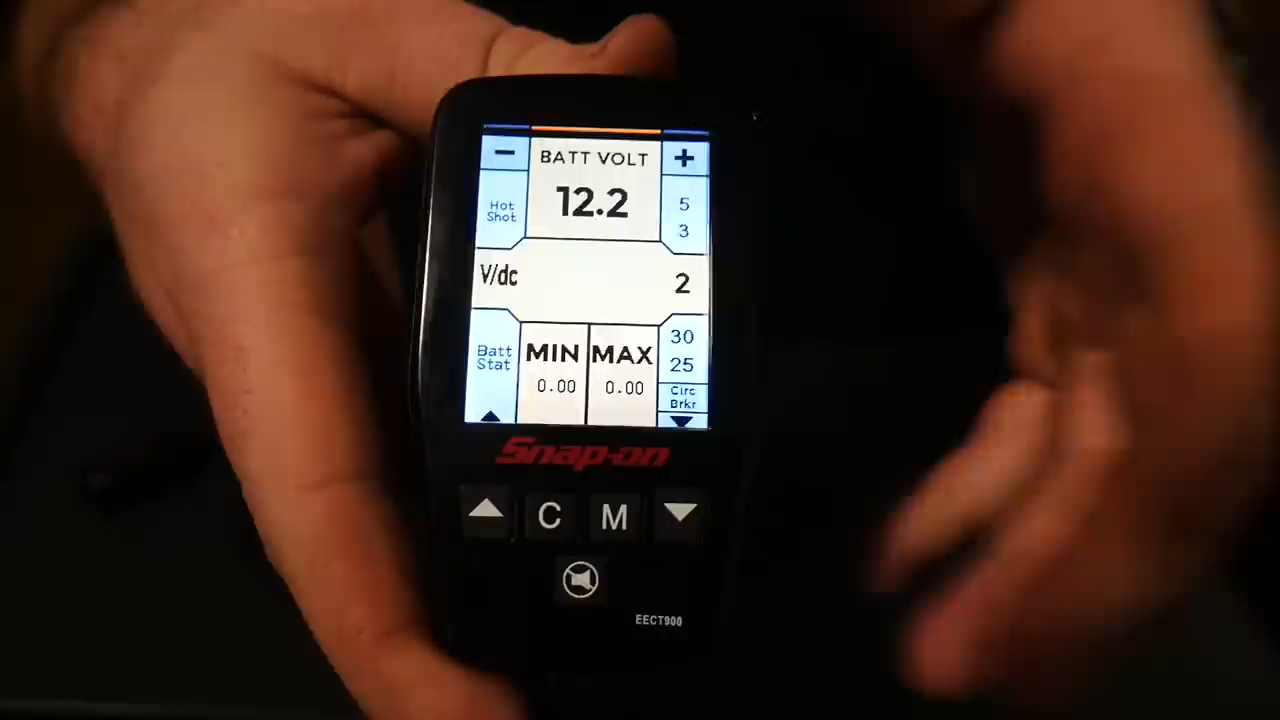 − BATT VOLT +
12.2
Hot
Shot
5
3
V/dc 2
Batt
Stat
MIN MAX
0.00 0.00
30
25
Circ
Brkr
Snap-on
C M
EECT900